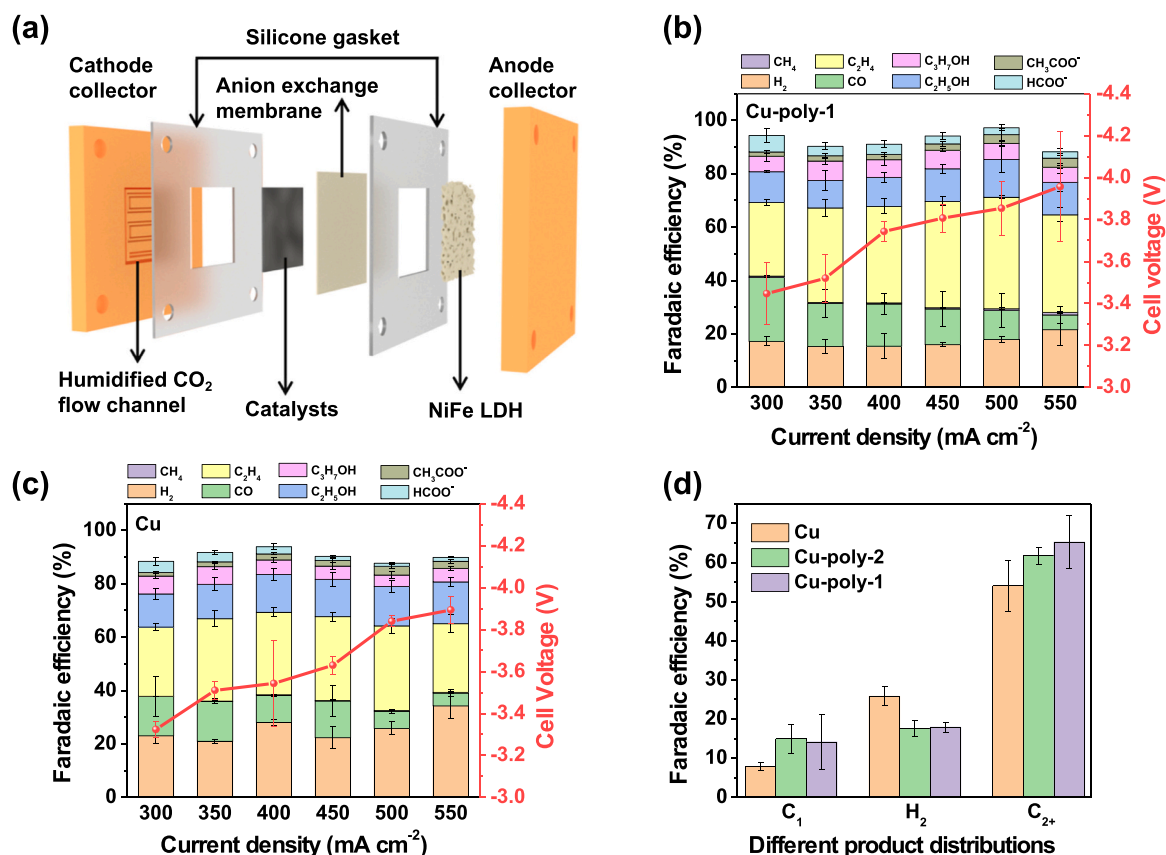 (a)
Silicone gasket
Cathode
collector
Anion exchange
membrane
Anode
collector
Humidified CO₂
flow channel
Catalysts
NiFe LDH
(b)
CH₄
C₂H₄
C₃H₇OH
CH₃COO⁻
H₂
CO
C₂H₅OH
HCOO⁻
Cu-poly-1
Faradaic efficiency (%)
100
80
60
40
20
0
-4.4
-4.2
-4.0
-3.8
-3.6
-3.4
-3.2
-3.0
Cell voltage (V)
300 350 400 450 500 550
Current density (mA cm⁻²)
(c)
CH₄
C₂H₄
C₃H₇OH
CH₃COO⁻
H₂
CO
C₂H₅OH
HCOO⁻
Cu
Faradaic efficiency (%)
100
80
60
40
20
0
-4.4
-4.2
-4.0
-3.8
-3.6
-3.4
-3.2
-3.0
Cell Voltage (V)
300 350 400 450 500 550
Current density (mA cm⁻²)
(d)
Cu
Cu-poly-2
Cu-poly-1
Faradaic efficiency (%)
70
60
50
40
30
20
10
0
C₁ H₂ C₂₊
Different product distributions